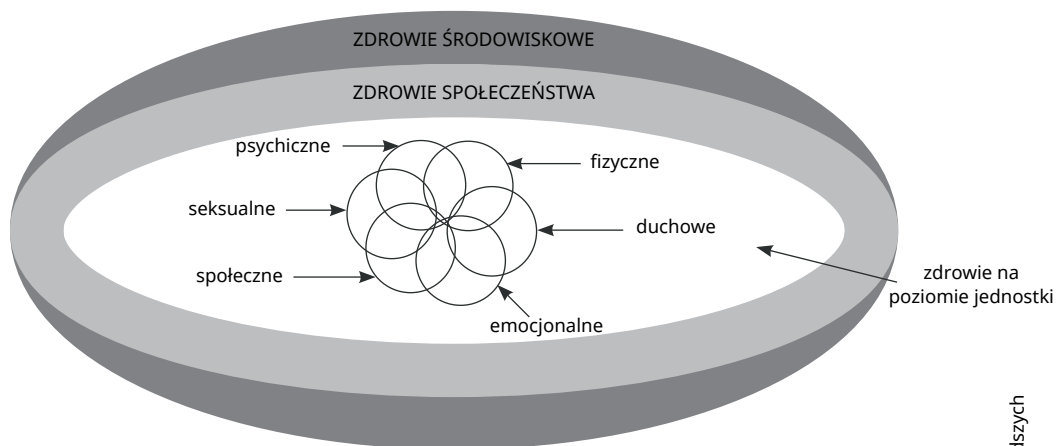 ZDROWIE ŚRODOWISKOWE
ZDROWIE SPOŁECZEŃSTWA
psychiczne
fizyczne
seksualne
duchowe
społeczne
zdrowie na
poziomie jednostki
emocjonalne